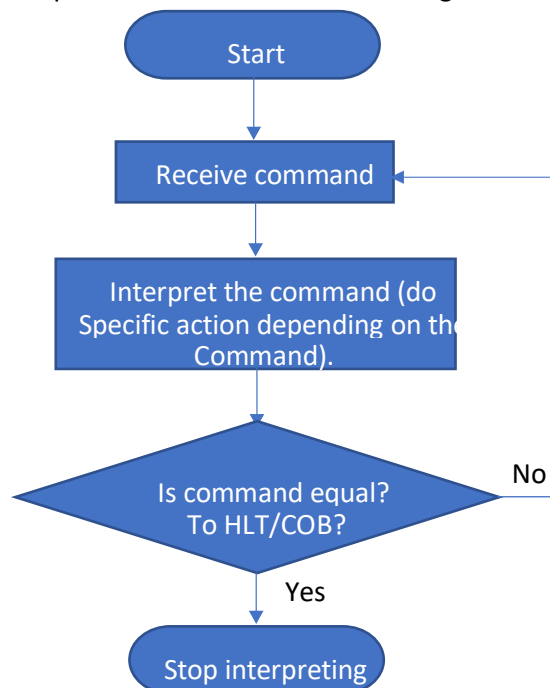 Start
Receive command
Interpret the command (do
Specific action depending on the
Command).
Is command equal?
To HLT/COB?
No
Yes
Stop interpreting